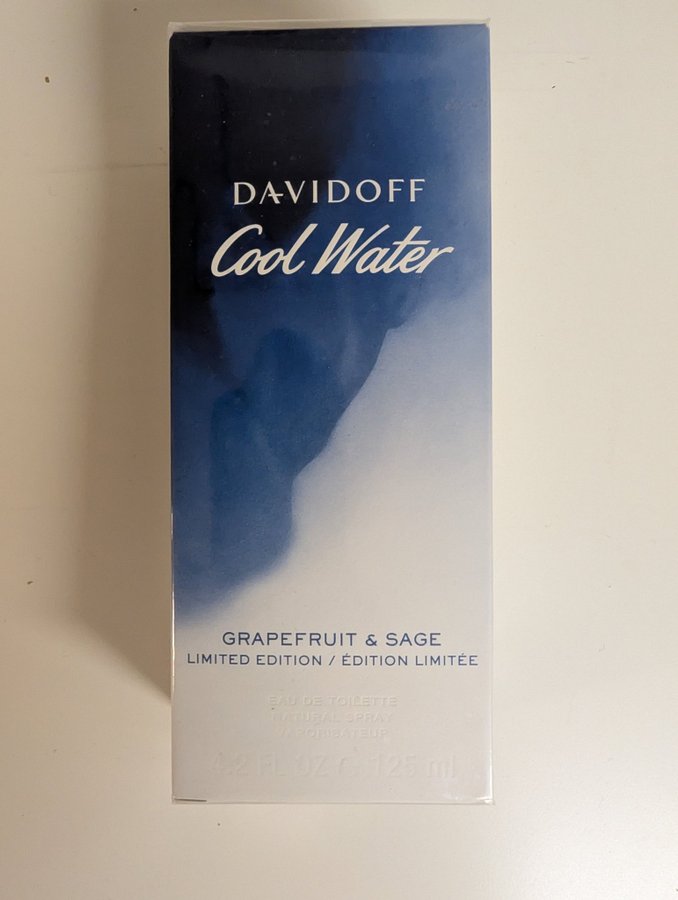 DAVIDOFF
Cool Water
GRAPEFRUIT & SAGE
LIMITED EDITION / ÉDITION LIMITÉE
EAU DE TOILETTE
NATURAL SPRAY
VAPORISATEUR
4.2 FL OZ ℮ 125 ml